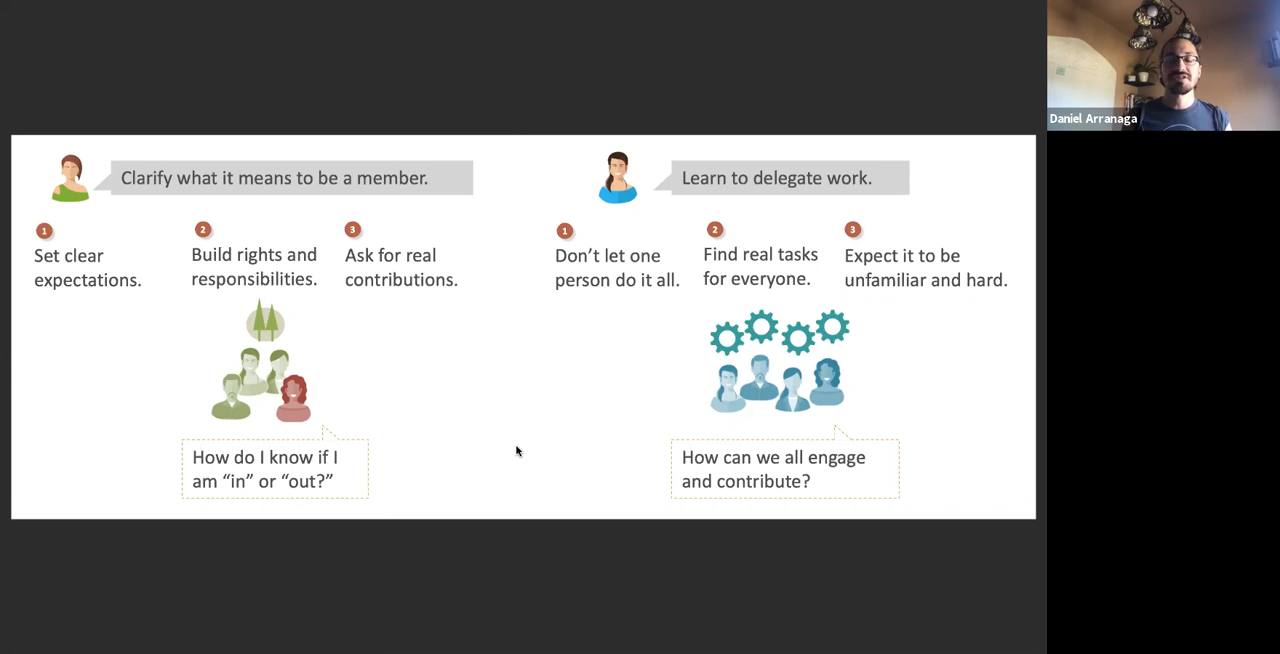 Daniel Arranaga
Clarify what it means to be a member.
1
Set clear
expectations.
2
Build rights and
responsibilities.
3
Ask for real
contributions.
How do I know if I
am “in” or “out?”
Learn to delegate work.
1
Don’t let one
person do it all.
2
Find real tasks
for everyone.
3
Expect it to be
unfamiliar and hard.
How can we all engage
and contribute?